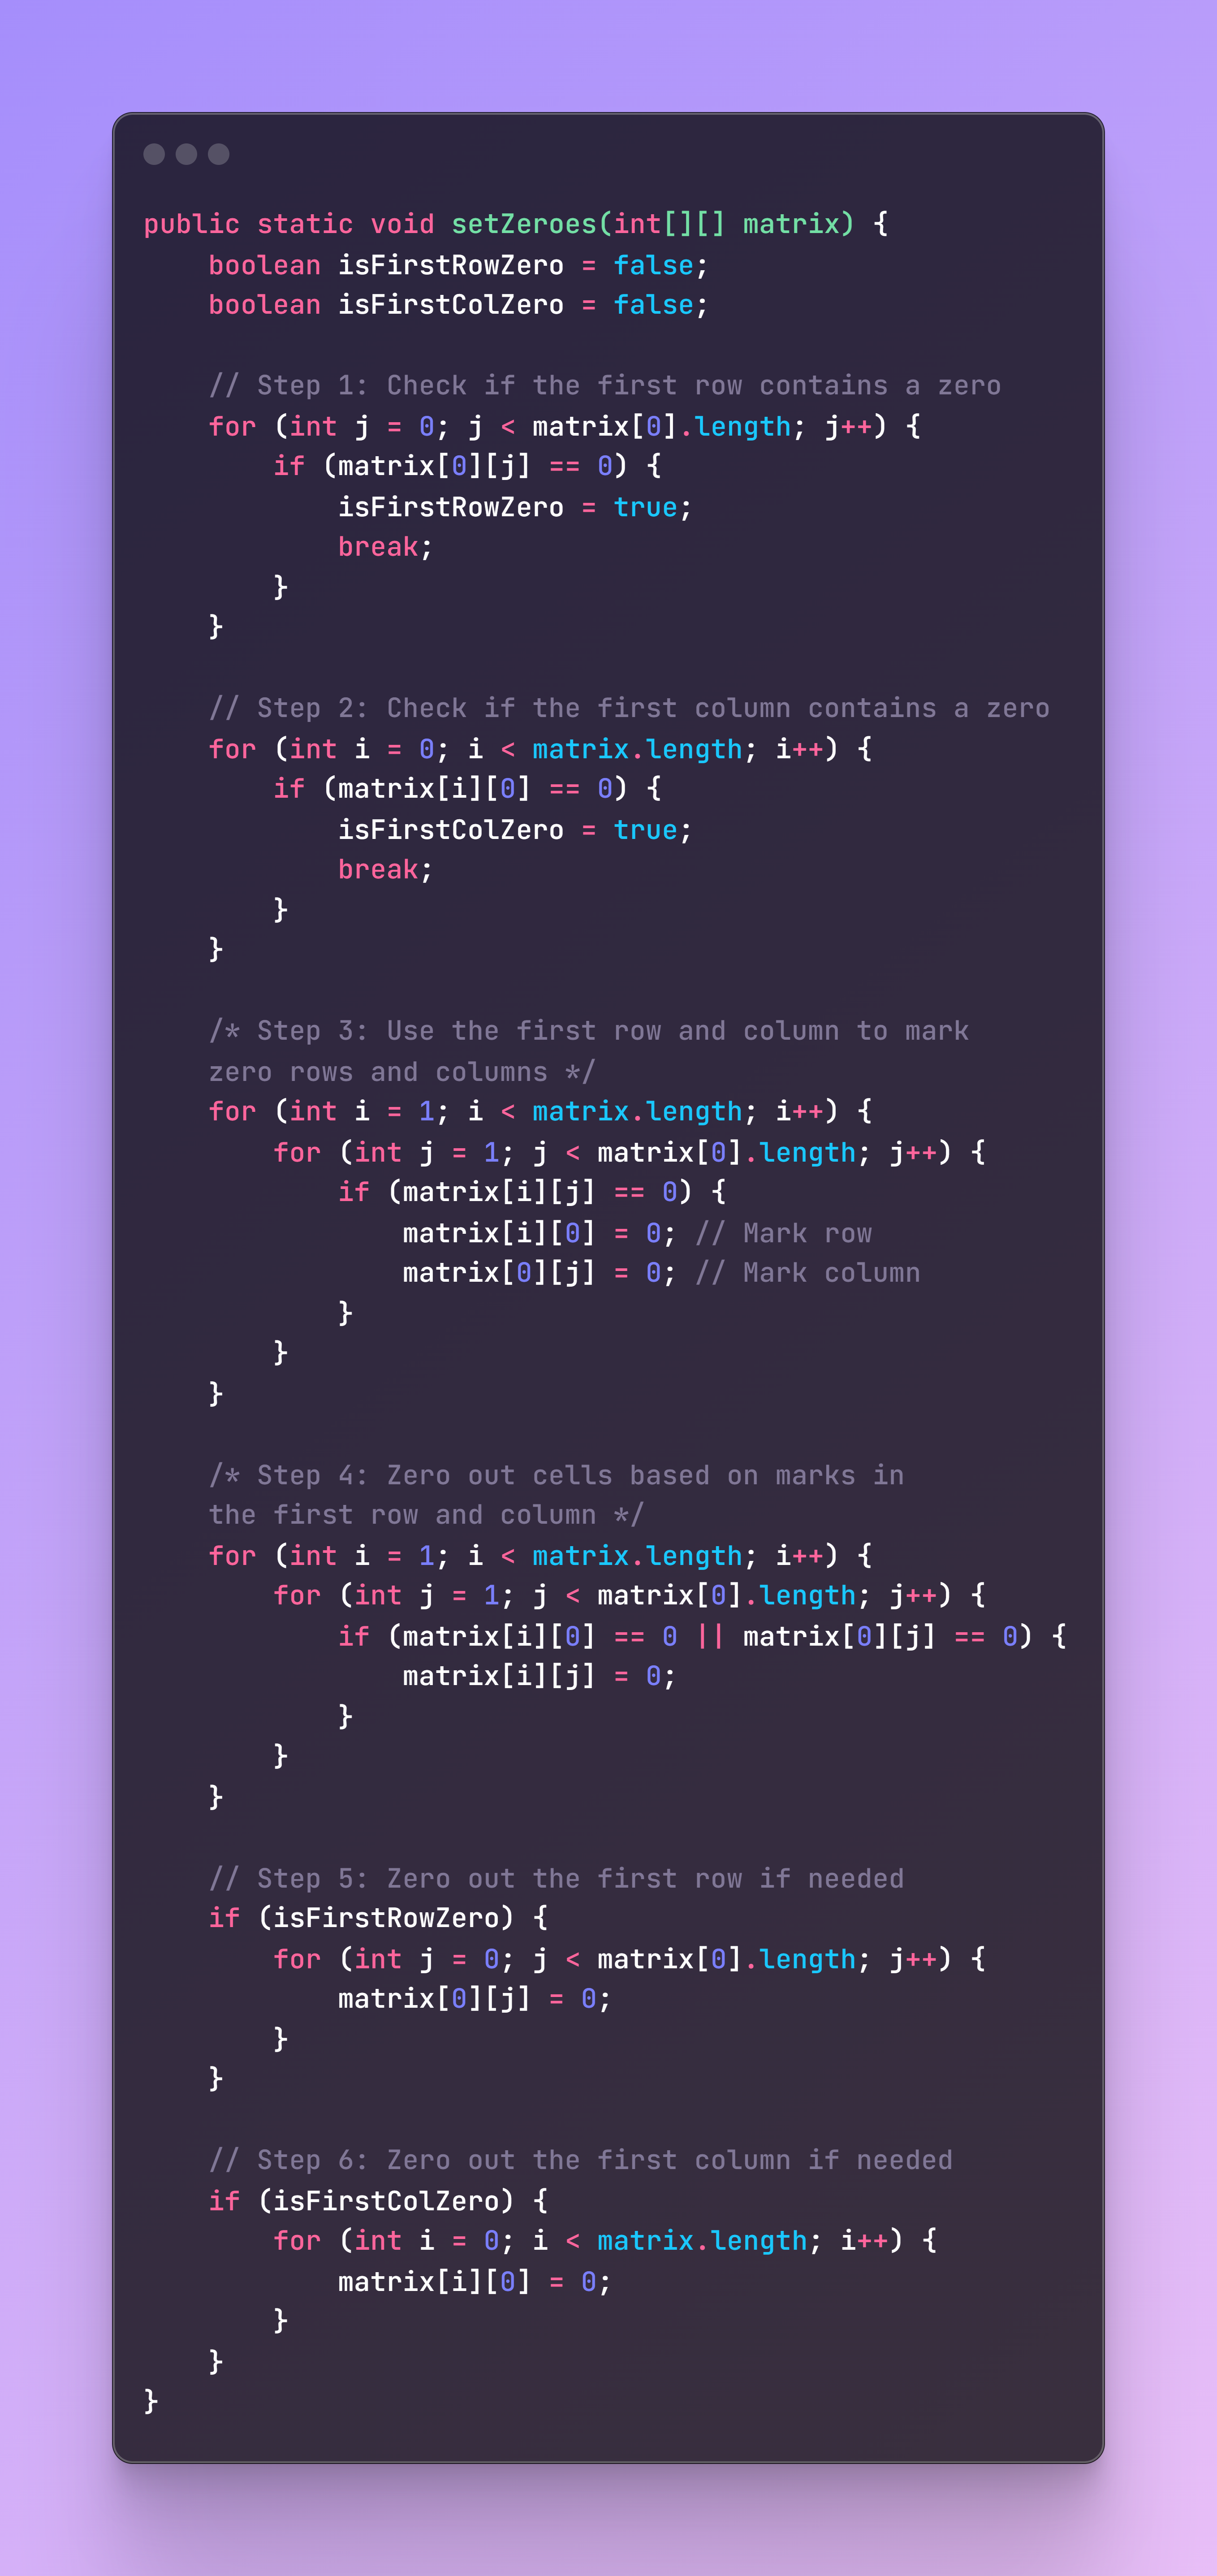 public static void setZeroes(int[][] matrix) {
    boolean isFirstRowZero = false;
    boolean isFirstColZero = false;

    // Step 1: Check if the first row contains a zero
    for (int j = 0; j < matrix[0].length; j++) {
        if (matrix[0][j] == 0) {
            isFirstRowZero = true;
            break;
        }
    }

    // Step 2: Check if the first column contains a zero
    for (int i = 0; i < matrix.length; i++) {
        if (matrix[i][0] == 0) {
            isFirstColZero = true;
            break;
        }
    }

    /* Step 3: Use the first row and column to mark
    zero rows and columns */
    for (int i = 1; i < matrix.length; i++) {
        for (int j = 1; j < matrix[0].length; j++) {
            if (matrix[i][j] == 0) {
                matrix[i][0] = 0; // Mark row
                matrix[0][j] = 0; // Mark column
            }
        }
    }

    /* Step 4: Zero out cells based on marks in
    the first row and column */
    for (int i = 1; i < matrix.length; i++) {
        for (int j = 1; j < matrix[0].length; j++) {
            if (matrix[i][0] == 0 || matrix[0][j] == 0) {
                matrix[i][j] = 0;
            }
        }
    }

    // Step 5: Zero out the first row if needed
    if (isFirstRowZero) {
        for (int j = 0; j < matrix[0].length; j++) {
            matrix[0][j] = 0;
        }
    }

    // Step 6: Zero out the first column if needed
    if (isFirstColZero) {
        for (int i = 0; i < matrix.length; i++) {
            matrix[i][0] = 0;
        }
    }
}